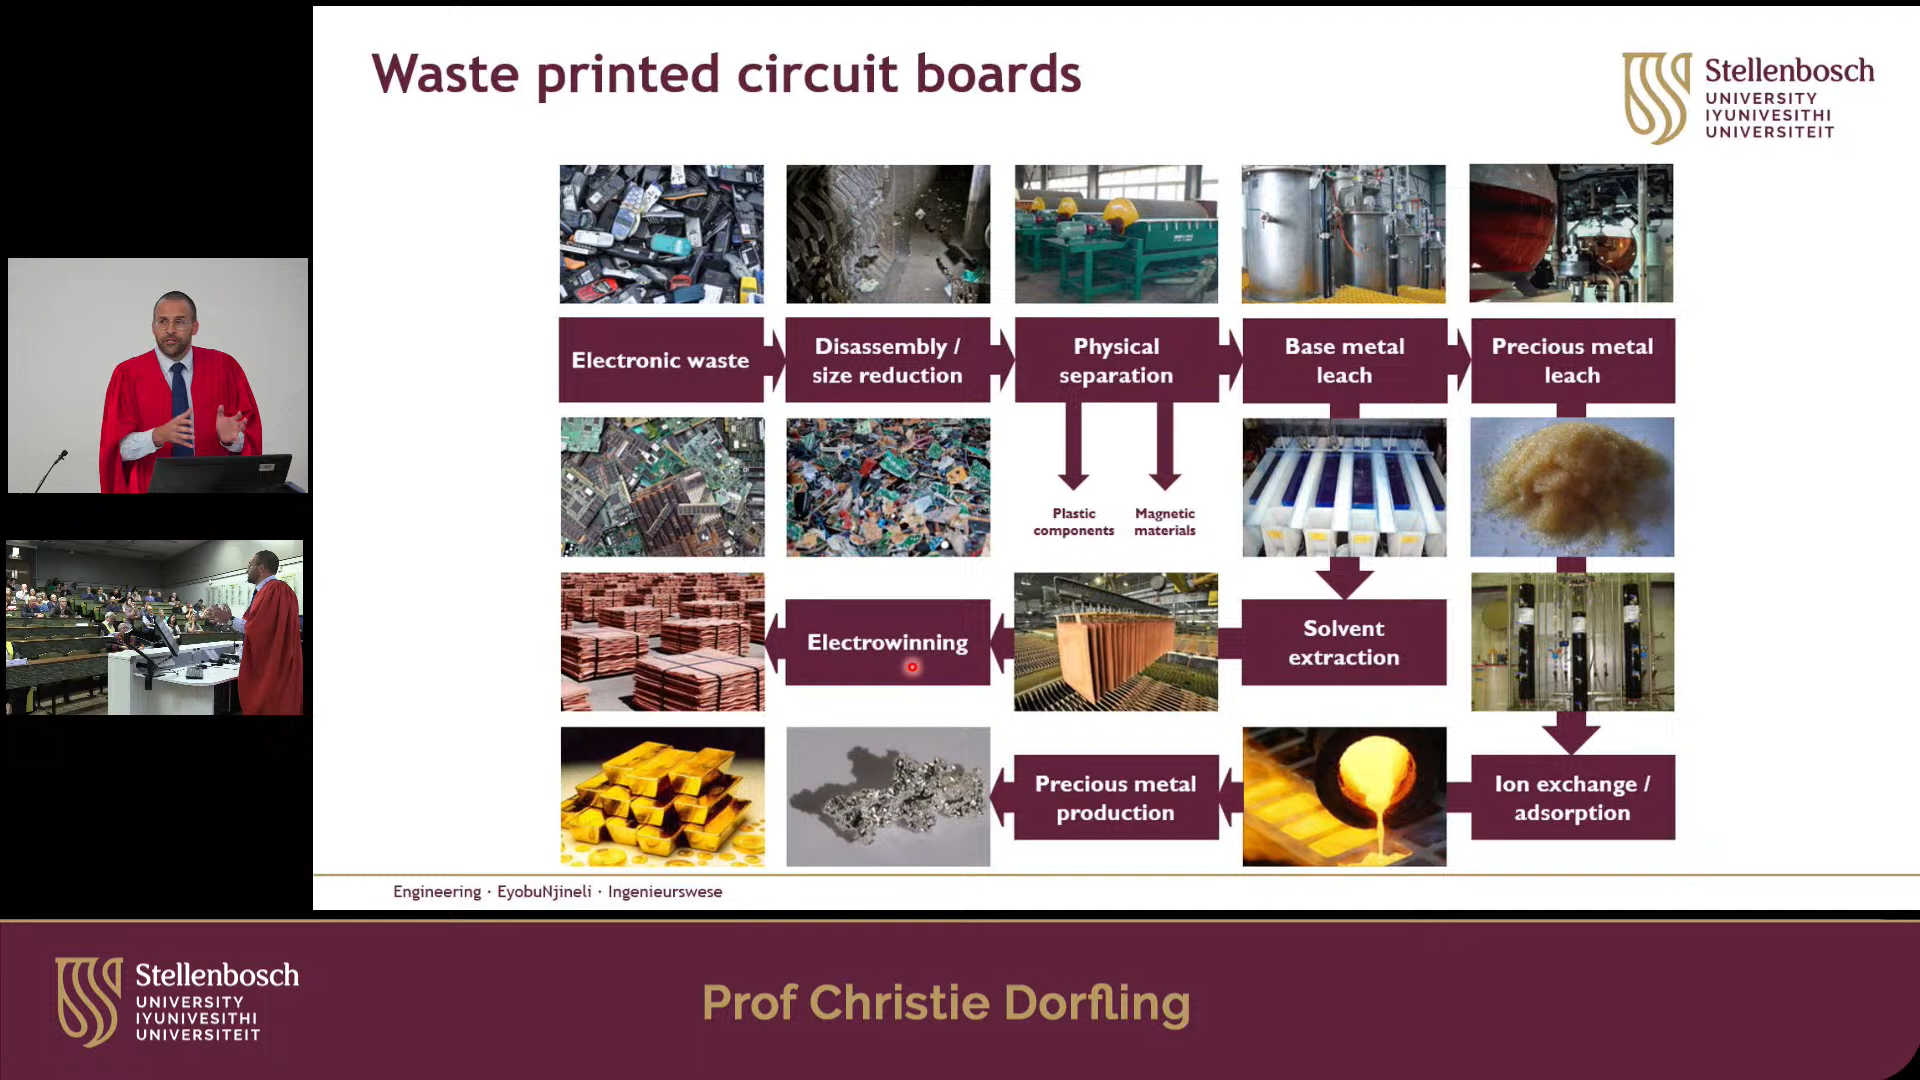 Waste printed circuit boards
Stellenbosch
UNIVERSITY
IYUNIVESITHI
UNIVERSITEIT
Electronic waste
Disassembly /
size reduction
Physical
separation
Base metal
leach
Precious metal
leach
Plastic
components
Magnetic
materials
Electrowinning
Solvent
extraction
Precious metal
production
Ion exchange /
adsorption
Engineering · EyobuNjineli · Ingenieurswese
Stellenbosch
UNIVERSITY
IYUNIVESITHI
UNIVERSITEIT
Prof Christie Dorfling